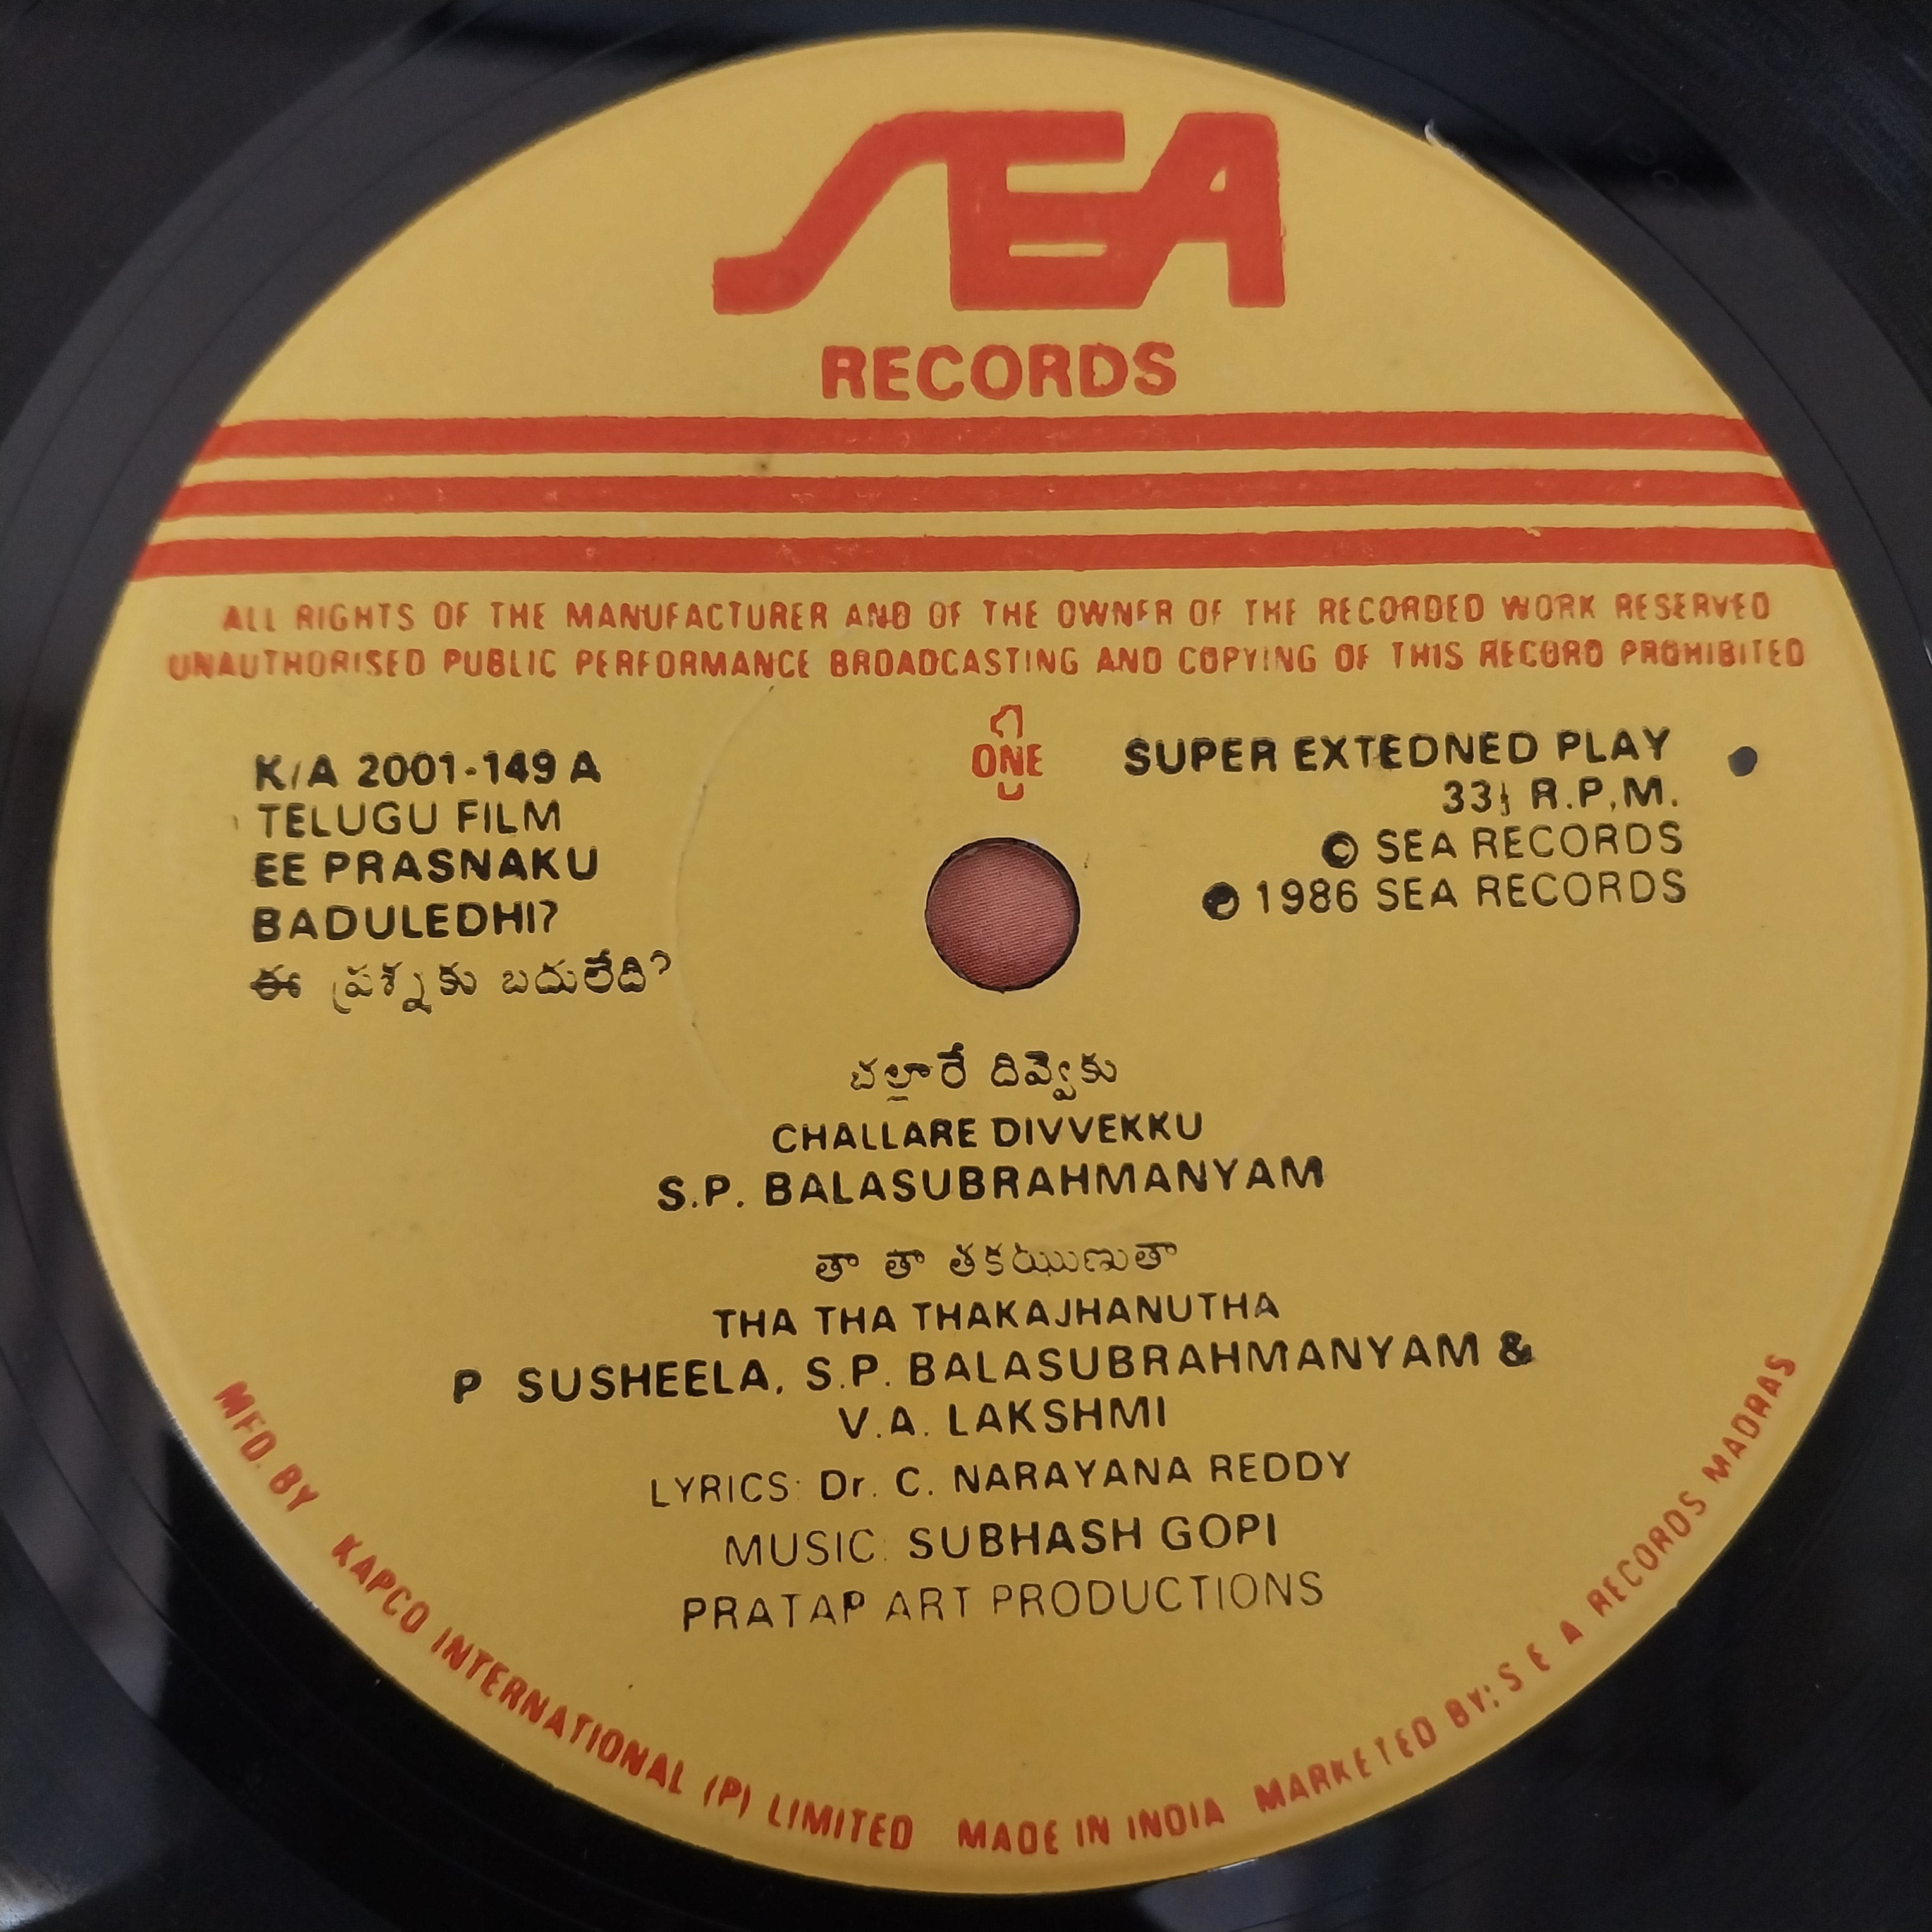 SEA
RECORDS
ALL RIGHTS OF THE MANUFACTURER AND OF THE OWNER OF THE RECORDED WORK RESERVED
UNAUTHORISED PUBLIC PERFORMANCE BROADCASTING AND COPYING OF THIS RECORD PROHIBITED
K/A 2001-149 A
TELUGU FILM
EE PRASNAKU
BADULEDHI?
ఈ ప్రశ్నకు బదులేది?
1
ONE
SUPER EXTEDNED PLAY
33⅓ R.P.M.
© SEA RECORDS
℗ 1986 SEA RECORDS
చల్లారే దివ్వెకు
CHALLARE DIVVEKKU
S.P. BALASUBRAHMANYAM
తా తా తకఝుణుతా
THA THA THAKAJHANUTHA
P SUSHEELA, S.P. BALASUBRAHMANYAM &
V.A. LAKSHMI
LYRICS: Dr. C. NARAYANA REDDY
MUSIC: SUBHASH GOPI
PRATAP ART PRODUCTIONS
MFD. BY KAPCO INTERNATIONAL (P) LIMITED MADE IN INDIA MARKETED BY: S E A RECORDS MADRAS